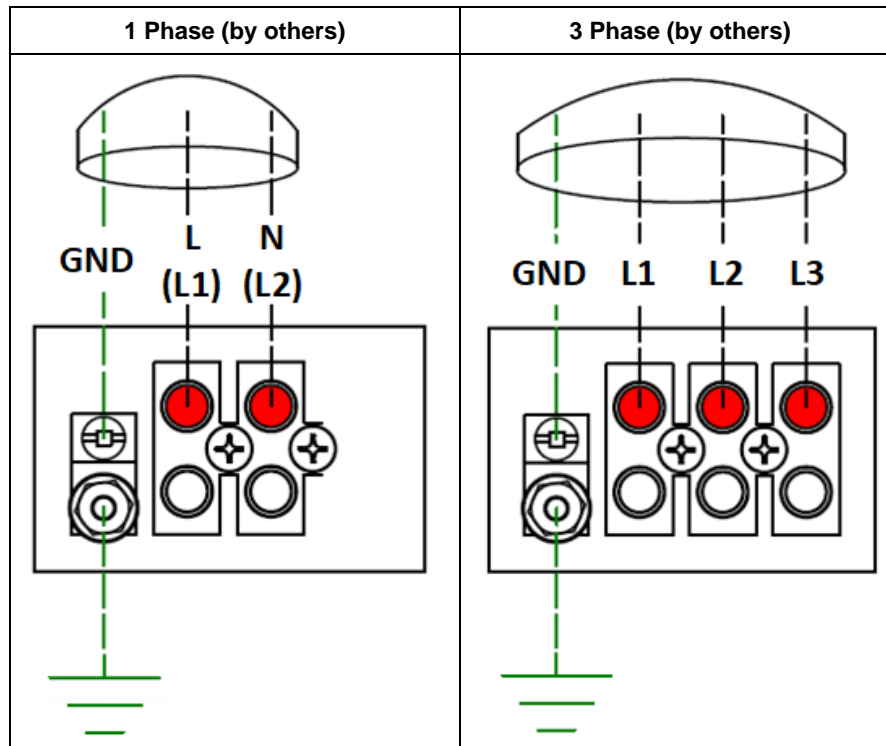 1 Phase (by others)
3 Phase (by others)
GND
L
(L1)
N
(L2)
GND
L1
L2
L3